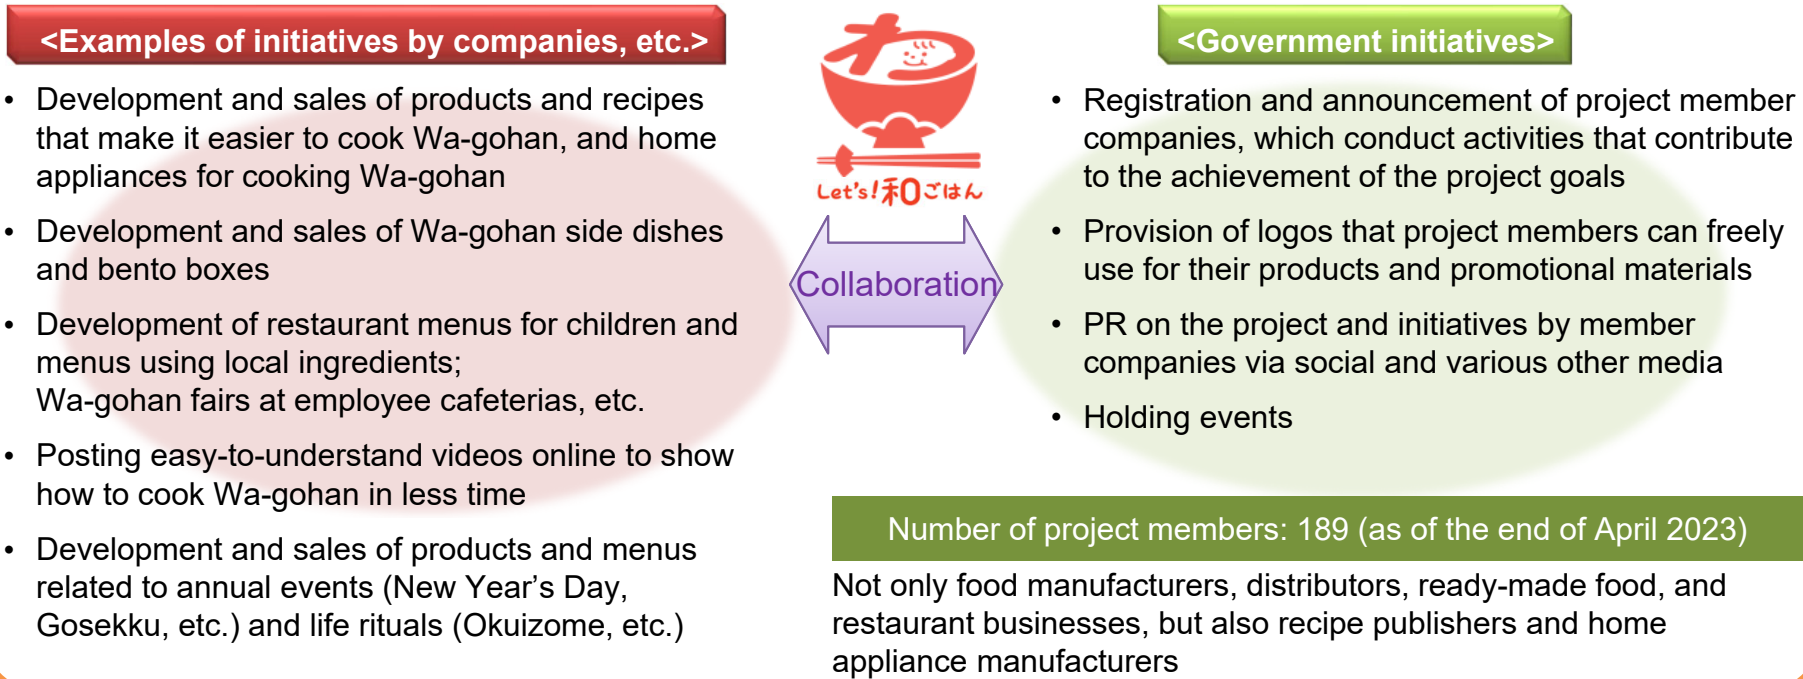 <Examples of initiatives by companies, etc.>
• Development and sales of products and recipes
that make it easier to cook Wa-gohan, and home
appliances for cooking Wa-gohan
• Development and sales of Wa-gohan side dishes
and bento boxes
• Development of restaurant menus for children and
menus using local ingredients;
Wa-gohan fairs at employee cafeterias, etc.
• Posting easy-to-understand videos online to show
how to cook Wa-gohan in less time
• Development and sales of products and menus
related to annual events (New Year’s Day,
Gosekku, etc.) and life rituals (Okuizome, etc.)
Let's!和ごはん
Collaboration
<Government initiatives>
• Registration and announcement of project member
companies, which conduct activities that contribute
to the achievement of the project goals
• Provision of logos that project members can freely
use for their products and promotional materials
• PR on the project and initiatives by member
companies via social and various other media
• Holding events
Number of project members: 189 (as of the end of April 2023)
Not only food manufacturers, distributors, ready-made food, and
restaurant businesses, but also recipe publishers and home
appliance manufacturers